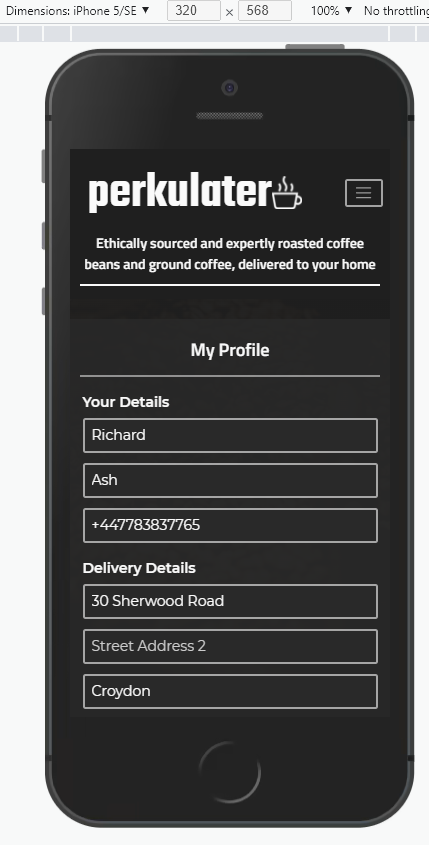 Dimensions: iPhone 5/SE ▼ 320 × 568 100% ▼ No throttling
perkulater
Ethically sourced and expertly roasted coffee
beans and ground coffee, delivered to your home
My Profile
Your Details
Richard
Ash
+447783837765
Delivery Details
30 Sherwood Road
Street Address 2
Croydon